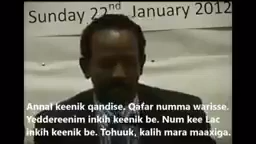 Sunday 22nd January 2012
Annal keenik qandise. Qafar numma warisse.
Yeddereenim inkih keenik be. Num kee Lac
inkih keenik be. Tohuuk, kalih mara maaxiga.